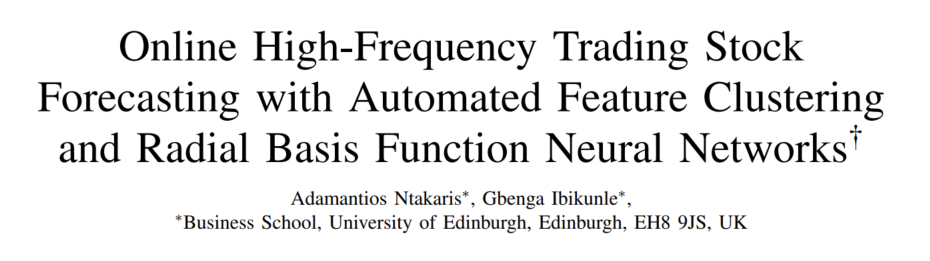 Online High-Frequency Trading Stock
Forecasting with Automated Feature Clustering
and Radial Basis Function Neural Networks†
Adamantios Ntakaris*, Gbenga Ibikunle*,
*Business School, University of Edinburgh, Edinburgh, EH8 9JS, UK